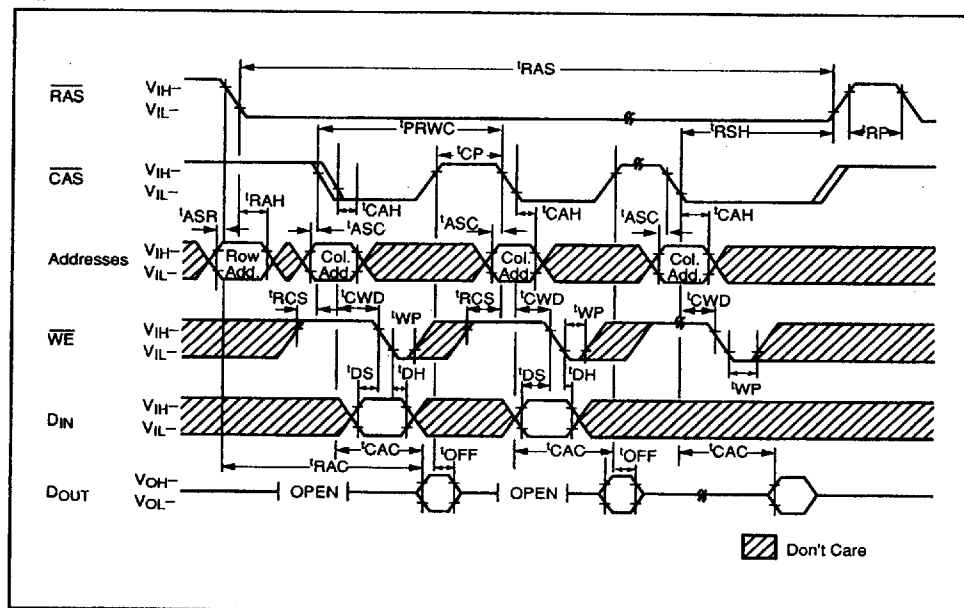 tRAS
RAS VIH–
VIL–
tPRWC tRSH tRP
tCP
CAS VIH–
VIL–
tRAH tCAH tCAH tCAH
tASR tASC tASC tASC
Addresses VIH–
VIL–
Row Add. Col. Add. Col. Add. Col. Add.
tRCS tCWD tRCS tCWD tCWD
tWP tWP
WE VIH–
VIL–
tDS tDH tDS tDH tWP
DIN VIH–
VIL–
tCAC tOFF tCAC tOFF tCAC
tRAC
DOUT VOH–
VOL–
OPEN OPEN
Don't Care